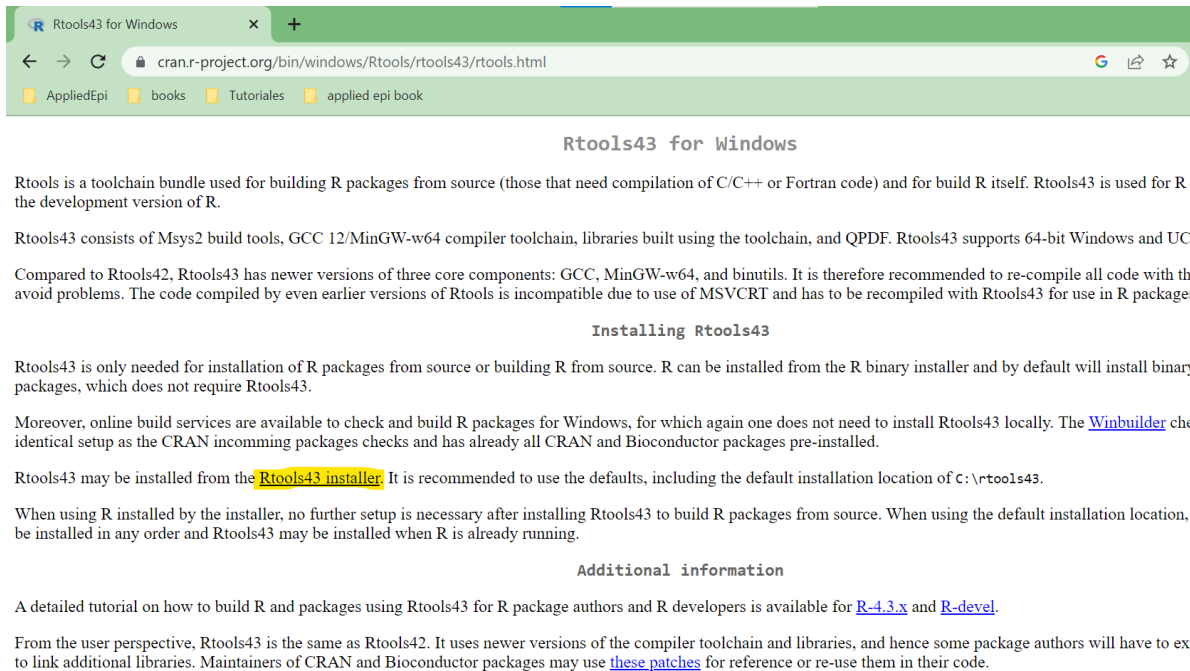 Rtools43 for Windows
cran.r-project.org/bin/windows/Rtools/rtools43/rtools.html
AppliedEpi books Tutoriales applied epi book
Rtools43 for Windows
Rtools is a toolchain bundle used for building R packages from source (those that need compilation of C/C++ or Fortran code) and for build R itself. Rtools43 is used for R
the development version of R.
Rtools43 consists of Msys2 build tools, GCC 12/MinGW-w64 compiler toolchain, libraries built using the toolchain, and QPDF. Rtools43 supports 64-bit Windows and UC
Compared to Rtools42, Rtools43 has newer versions of three core components: GCC, MinGW-w64, and binutils. It is therefore recommended to re-compile all code with th
avoid problems. The code compiled by even earlier versions of Rtools is incompatible due to use of MSVCRT and has to be recompiled with Rtools43 for use in R package
Installing Rtools43
Rtools43 is only needed for installation of R packages from source or building R from source. R can be installed from the R binary installer and by default will install binary
packages, which does not require Rtools43.
Moreover, online build services are available to check and build R packages for Windows, for which again one does not need to install Rtools43 locally. The Winbuilder che
identical setup as the CRAN incomming packages checks and has already all CRAN and Bioconductor packages pre-installed.
Rtools43 may be installed from the Rtools43 installer. It is recommended to use the defaults, including the default installation location of C:\rtools43.
When using R installed by the installer, no further setup is necessary after installing Rtools43 to build R packages from source. When using the default installation location,
be installed in any order and Rtools43 may be installed when R is already running.
Additional information
A detailed tutorial on how to build R and packages using Rtools43 for R package authors and R developers is available for R-4.3.x and R-devel.
From the user perspective, Rtools43 is the same as Rtools42. It uses newer versions of the compiler toolchain and libraries, and hence some package authors will have to ex
to link additional libraries. Maintainers of CRAN and Bioconductor packages may use these patches for reference or re-use them in their code.